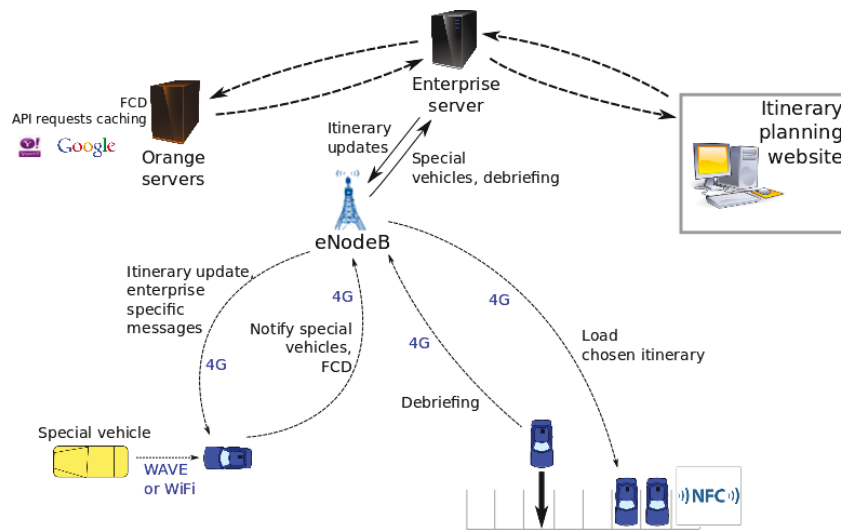 Enterprise
server
FCD
API requests caching
Y!
Google
Orange
servers
Itinerary
planning
website
Itinerary
updates
Special
vehicles, debriefing
eNodeB
Itinerary update,
enterprise
specific
messages
4G
4G
Notify special
vehicles,
FCD
4G
4G
Load
chosen itinerary
Debriefing
Special vehicle
WAVE
or WiFi
NFC